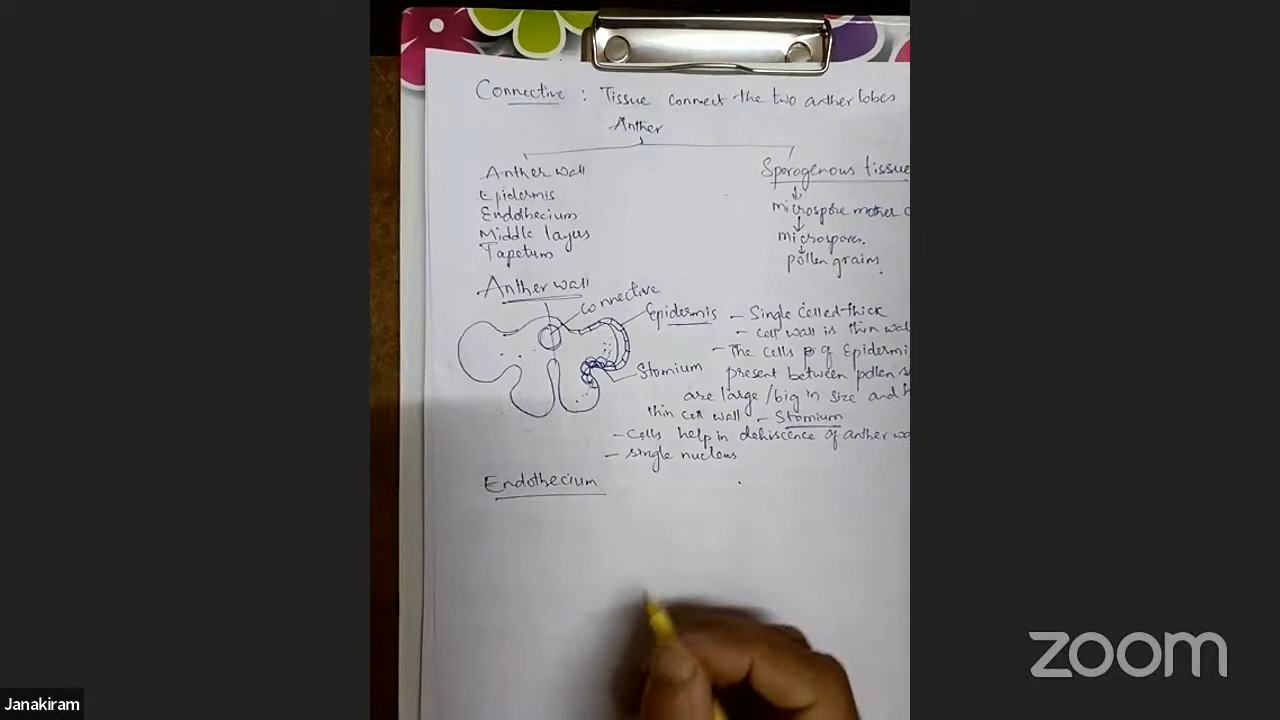 Connective : Tissue connect the two anther lobes
Anther
Anther wall
Epidermis
Endothecium
Middle layers
Tapetum
Sporogenous tissue
microspore mother
microspores.
pollen grains.
Anther wall
Connective
Epidermis - Single celled thick
- cell wall is thin
- The cells of
present between pollen
Stomium
are large / big in size and
thin cell wall - Stomium
- Cells help in dehiscence of anther
- single nucleus
Endothecium
Janakiram
zoom